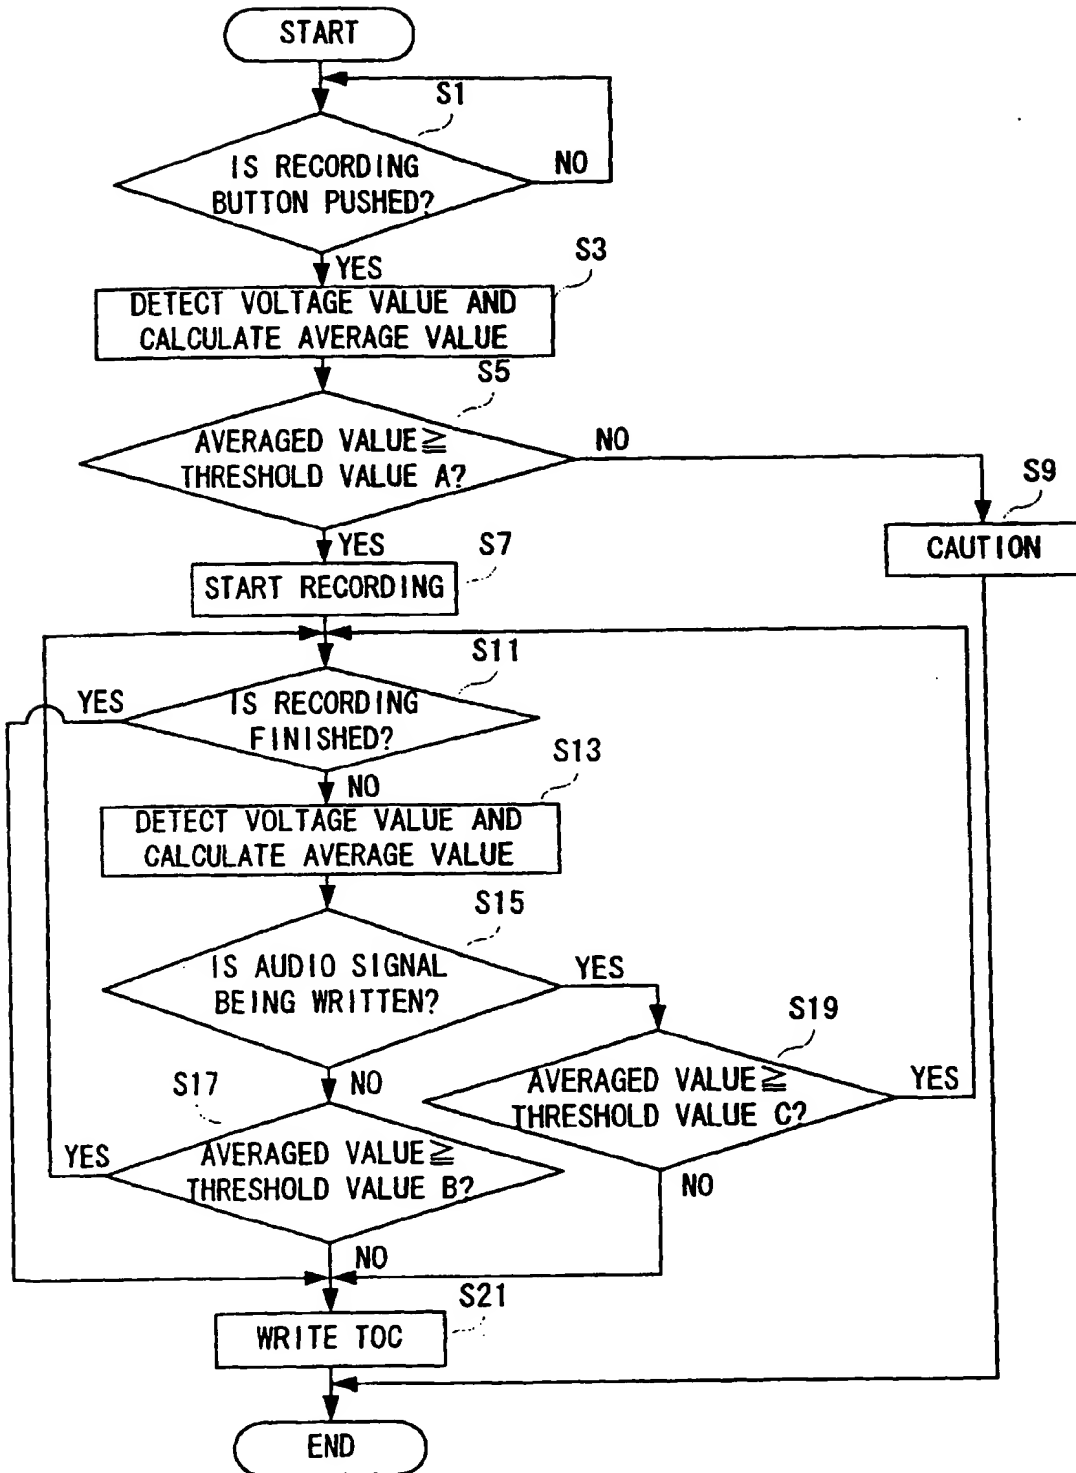 START
S1
IS RECORDING
BUTTON PUSHED?
NO
YES
S3
DETECT VOLTAGE VALUE AND
CALCULATE AVERAGE VALUE
S5
AVERAGED VALUE≧
THRESHOLD VALUE A?
NO
YES
S7
START RECORDING
S9
CAUTION
S11
IS RECORDING
FINISHED?
YES
NO
S13
DETECT VOLTAGE VALUE AND
CALCULATE AVERAGE VALUE
S15
IS AUDIO SIGNAL
BEING WRITTEN?
YES
NO
S17
AVERAGED VALUE≧
THRESHOLD VALUE B?
YES
NO
S19
AVERAGED VALUE≧
THRESHOLD VALUE C?
YES
NO
S21
WRITE TOC
END